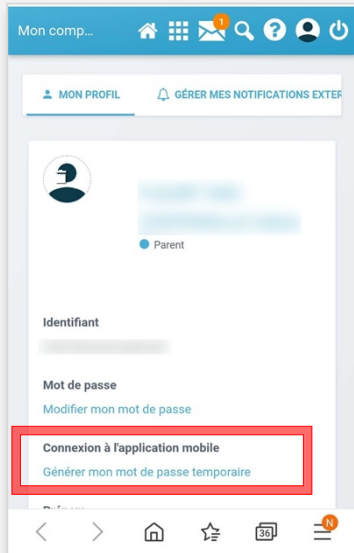 Mon comp...
1
MON PROFIL
GÉRER MES NOTIFICATIONS EXTER
Parent
Identifiant
Mot de passe
Modifier mon mot de passe
Connexion à l'application mobile
Générer mon mot de passe temporaire
36
N